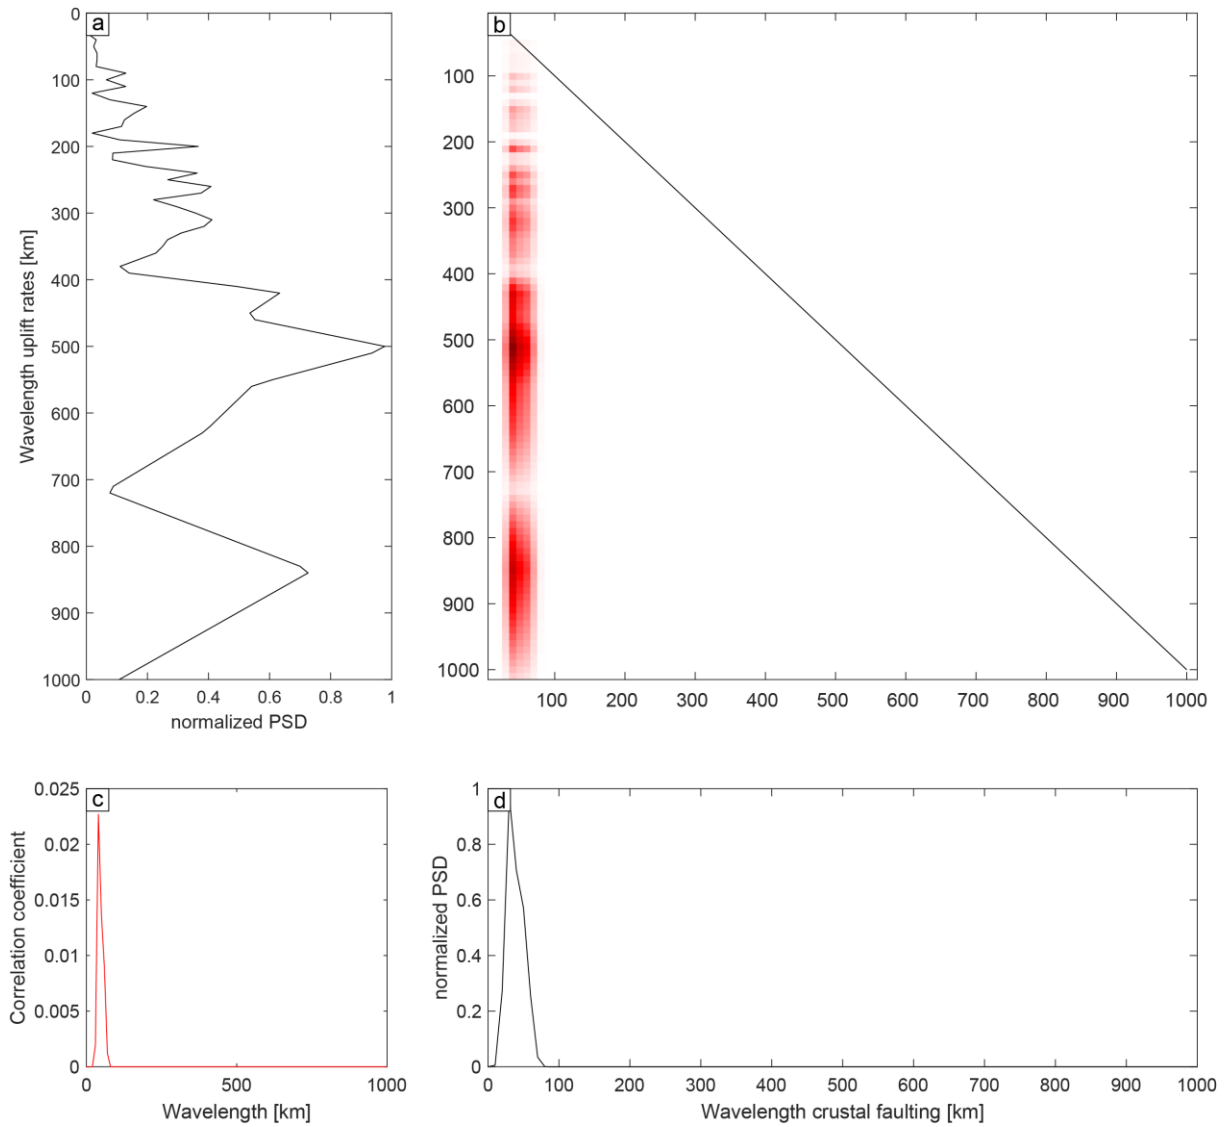 a
0
100
200
300
400
500
600
700
800
900
1000
Wavelength uplift rates [km]
0 0.2 0.4 0.6 0.8 1
normalized PSD
b
100
200
300
400
500
600
700
800
900
1000
100 200 300 400 500 600 700 800 900 1000
c
0.025
0.02
0.015
0.01
0.005
0
Correlation coefficient
0 500 1000
Wavelength [km]
d
1
0.8
0.6
0.4
0.2
0
normalized PSD
0 100 200 300 400 500 600 700 800 900 1000
Wavelength crustal faulting [km]